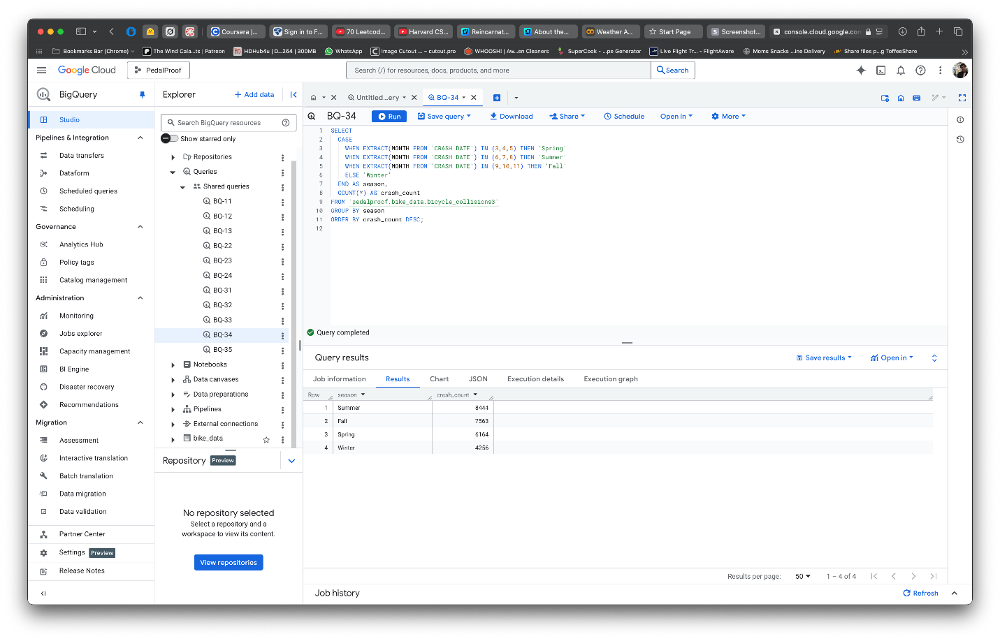 Coursera |...
Sign in to F...
70 Leetcod...
Harvard CS...
Reincarnat...
About the...
Weather A...
Start Page
Screenshot...
console.cloud.google.com
Bookmarks Bar (Chrome)
The Wind Cala...ts | Patreon
HDHub4u | D...264 | 300MB
WhatsApp
Image Cutout ... – cutout.pro
WHOOSH! | Aw...en Cleaners
SuperCook - ...pe Generator
Live Flight Tr... - FlightAware
Moms Snacks ...ine Delivery
Share files p...g ToffeeShare
Google Cloud
PedalProof
Search (/) for resources, docs, products, and more
Search
BigQuery
Studio
Pipelines & Integration
Data transfers
Dataform
Scheduled queries
Scheduling
Governance
Analytics Hub
Policy tags
Catalog management
Administration
Monitoring
Jobs explorer
Capacity management
BI Engine
Disaster recovery
Recommendations
Migration
Assessment
Interactive translation
Batch translation
Data migration
Data validation
Partner Center
Settings Preview
Release Notes
Explorer
+ Add data
Search BigQuery resources
Show starred only
Repositories
Queries
Shared queries
BQ-11
BQ-12
BQ-13
BQ-22
BQ-23
BQ-24
BQ-31
BQ-32
BQ-33
BQ-34
BQ-35
Notebooks
Data canvases
Data preparations
Pipelines
External connections
bike_data
Repository Preview
No repository selected
Select a repository and a
workspace to view its content.
View repositories
Untitled...ery
BQ-34
BQ-34
Run
Save query
Download
Share
Schedule
Open in
More
1 SELECT
2 CASE
3 WHEN EXTRACT(MONTH FROM `CRASH DATE`) IN (3,4,5) THEN 'Spring'
4 WHEN EXTRACT(MONTH FROM `CRASH DATE`) IN (6,7,8) THEN 'Summer'
5 WHEN EXTRACT(MONTH FROM `CRASH DATE`) IN (9,10,11) THEN 'Fall'
6 ELSE 'Winter'
7 END AS season,
8 COUNT(*) AS crash_count
9 FROM `pedalproof.bike_data.bicycle_collisions3`
10 GROUP BY season
11 ORDER BY crash_count DESC;
12
Query completed
Query results
Save results
Open in
Job information
Results
Chart
JSON
Execution details
Execution graph
Row season crash_count
1 Summer 8444
2 Fall 7563
3 Spring 6164
4 Winter 4256
Results per page: 50 1 – 4 of 4
Job history
Refresh